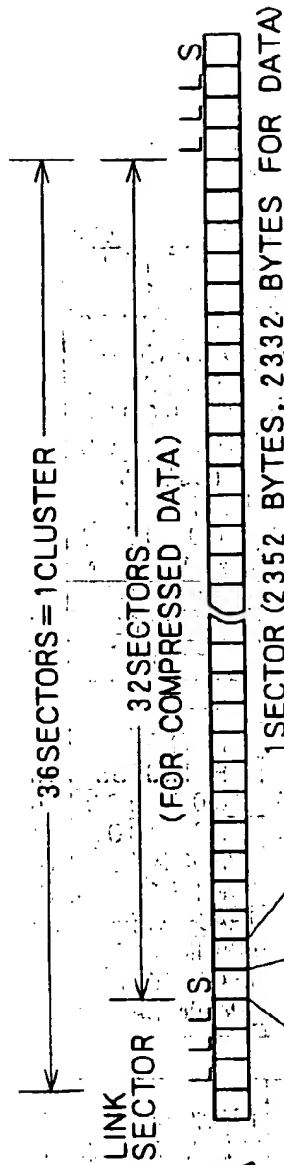 36SECTORS=1CLUSTER
32SECTORS
(FOR COMPRESSED DATA)
LINK
SECTOR
L L L S
L L L S
1SECTOR (2352 BYTES, 2332 BYTES FOR DATA)